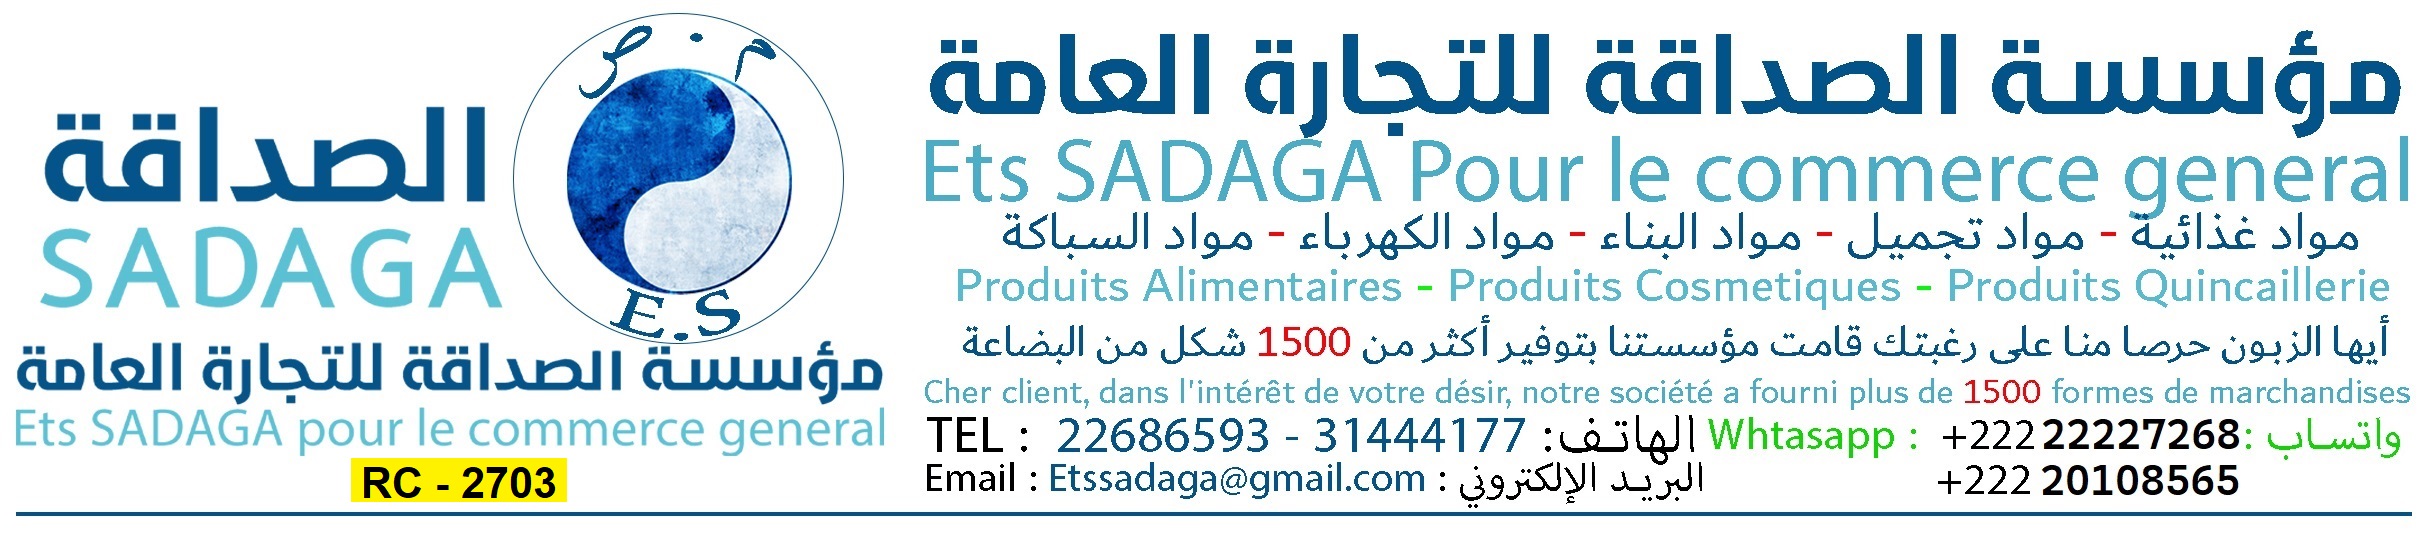 م . ص
الصداقة
SADAGA
E.S
مؤسسة الصداقة للتجارة العامة
Ets SADAGA pour le commerce general
RC - 2703
مؤسسة الصداقة للتجارة العامة
Ets SADAGA Pour le commerce general
مواد غذائية - مواد تجميل - مواد البناء - مواد الكهرباء - مواد السباكة
Produits Alimentaires - Produits Cosmetiques - Produits Quincaillerie
أيها الزبون حرصا منا على رغبتك قامت مؤسستنا بتوفير أكثر من 1500 شكل من البضاعة
Cher client, dans l'intérêt de votre désir, notre société a fourni plus de 1500 formes de marchandises
TEL : 22686593 - 31444177 :الهاتف Whtasapp : +222 22227268 :واتساب
Email : Etssadaga@gmail.com : البريد الإلكتروني +222 20108565